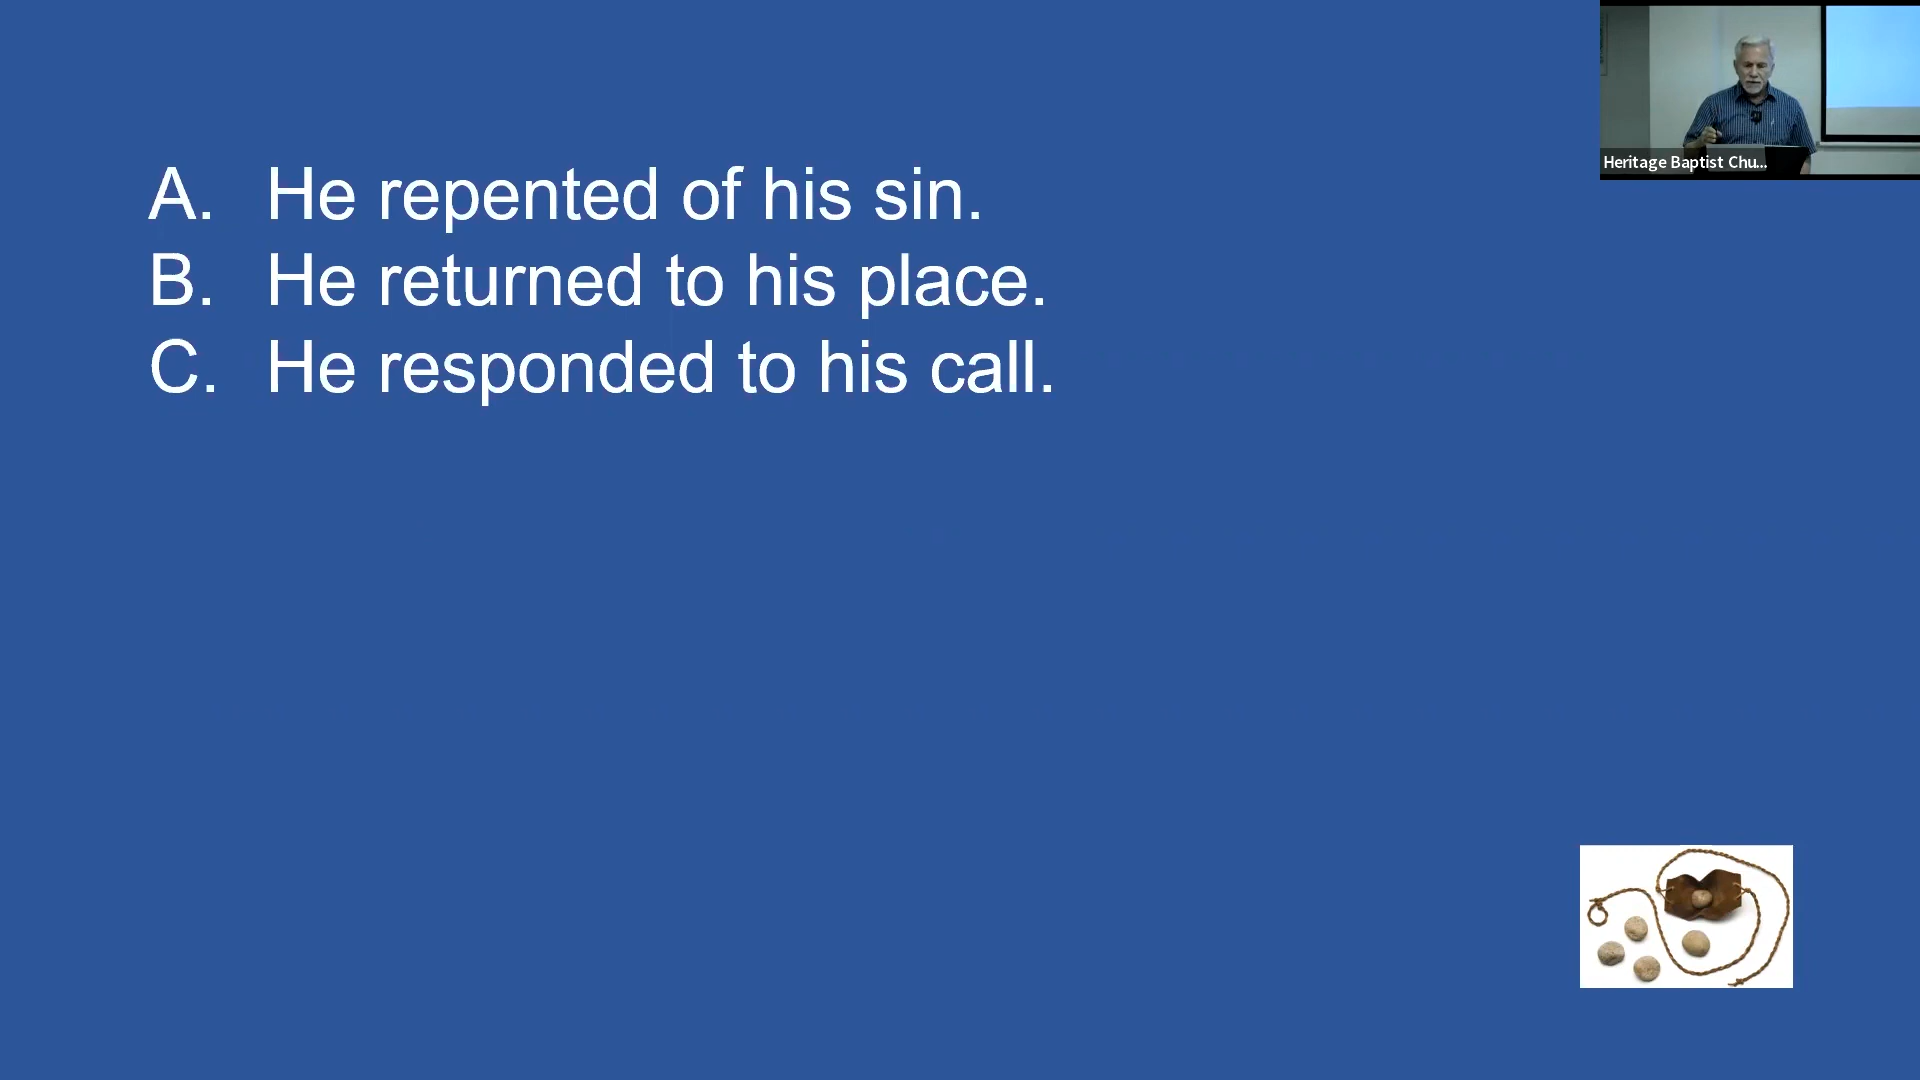 A. He repented of his sin.
B. He returned to his place.
C. He responded to his call.
Heritage Baptist Chu...